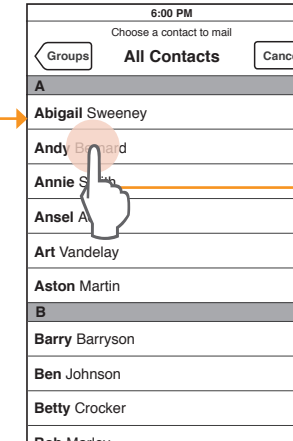 6:00 PM
Choose a contact to mail
Groups All Contacts
A
Abigail Sweeney
Andy
Annie
Ansel
Art Vandelay
Aston Martin
B
Barry Barryson
Ben Johnson
Betty Crocker